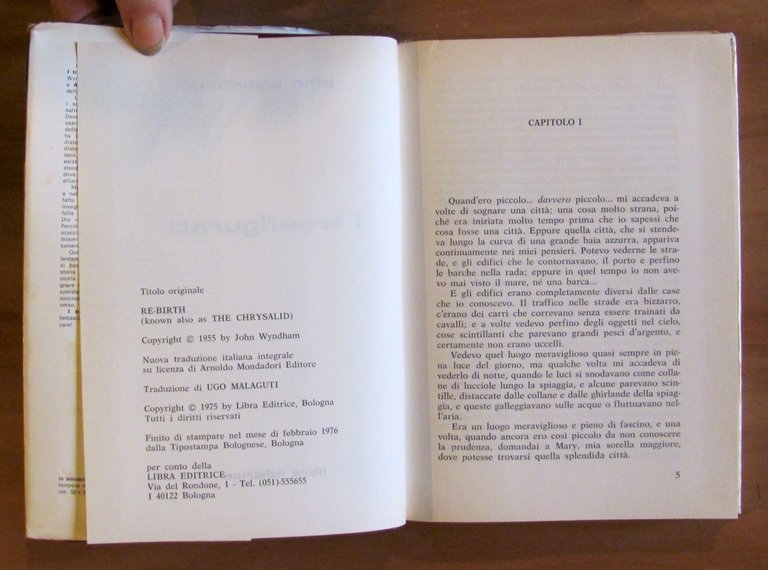 Titolo originale
RE-BIRTH
(known also as THE CHRYSALID)
Copyright © 1955 by John Wyndham
Nuova traduzione italiana integrale
su licenza di Arnoldo Mondadori Editore
Traduzione di UGO MALAGUTI
Copyright © 1975 by Libra Editrice, Bologna
Tutti i diritti riservati
Finito di stampare nel mese di febbraio 1976
dalla Tipostampa Bolognese, Bologna
per conto della
LIBRA EDITRICE
Via del Rondone, 1 - Tel. (051)-555655
I 40122 Bologna
CAPITOLO I
Quand'ero piccolo... davvero piccolo... mi accadeva a
volte di sognare una città; una cosa molto strana, poi-
ché era iniziata molto tempo prima che io sapessi che
cosa fosse una città. Eppure quella città, che si stende-
va lungo la curva di una grande baia azzurra, appariva
continuamente nei miei pensieri. Potevo vederne le stra-
de, e gli edifici che le contornavano, il porto e perfino
le barche nella rada; eppure in quel tempo io non ave-
vo mai visto il mare, né una barca...
E gli edifici erano completamente diversi dalle case
che io conoscevo. Il traffico nelle strade era bizzarro,
c'erano dei carri che correvano senza essere trainati da
cavalli; e a volte vedevo perfino degli oggetti nel cielo,
cose scintillanti che parevano grandi pesci d'argento, e
certamente non erano uccelli.
Vedevo quel luogo meraviglioso quasi sempre in pie-
na luce del giorno, ma qualche volta mi accadeva di
vederlo di notte, quando le luci si snodavano come colla-
ne di lucciole lungo la spiaggia, e alcune parevano scin-
tille, distaccate dalle collane e dalle ghirlande della spiag-
gia, e queste galleggiavano sulle acque o fluttuavano nel-
l'aria.
Era un luogo meraviglioso e pieno di fascino, e una
volta, quando ancora ero così piccolo da non conoscere
la prudenza, domandai a Mary, mia sorella maggiore,
dove potesse trovarsi quella splendida città.
5